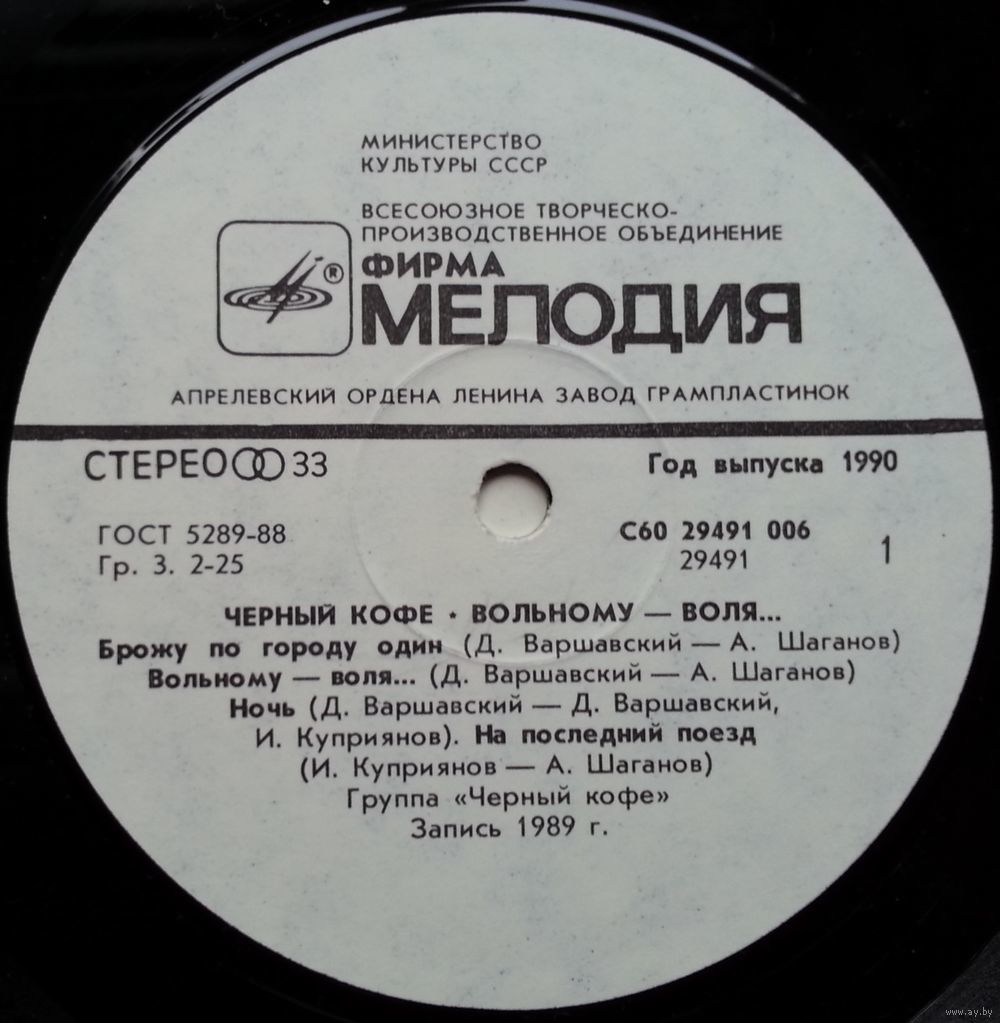 МИНИСТЕРСТВО
КУЛЬТУРЫ СССР
ВСЕСОЮЗНОЕ ТВОРЧЕСКО-
ПРОИЗВОДСТВЕННОЕ ОБЪЕДИНЕНИЕ
ФИРМА
®
МЕЛОДИЯ
АПРЕЛЕВСКИЙ ОРДЕНА ЛЕНИНА ЗАВОД ГРАМПЛАСТИНОК
СТЕРЕО 33
Год выпуска 1990
ГОСТ 5289-88
Гр. 3. 2-25
С60 29491 006
29491
1
ЧЕРНЫЙ КОФЕ • ВОЛЬНОМУ — ВОЛЯ...
Брожу по городу один (Д. Варшавский — А. Шаганов)
Вольному — воля... (Д. Варшавский — А. Шаганов)
Ночь (Д. Варшавский — Д. Варшавский,
И. Куприянов). На последний поезд
(И. Куприянов — А. Шаганов)
Группа «Черный кофе»
Запись 1989 г.
www.ay.by